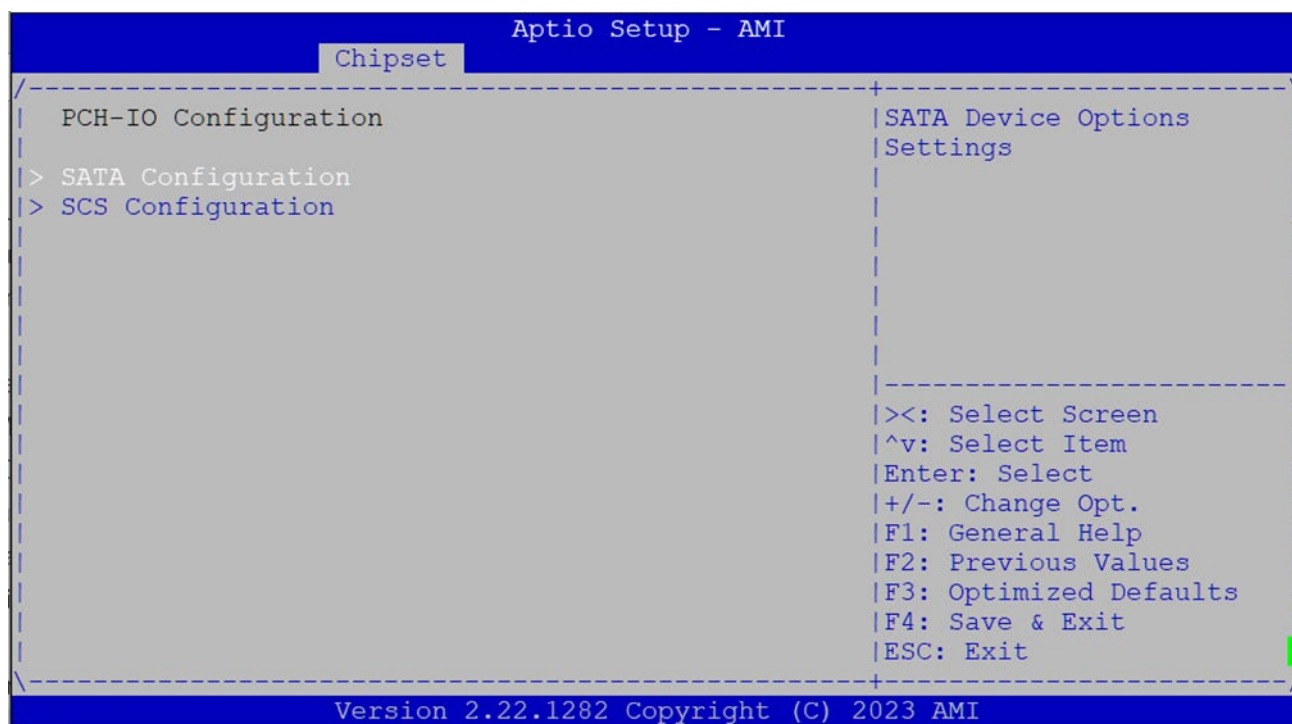 Aptio Setup - AMI
Chipset
PCH-IO Configuration
> SATA Configuration
> SCS Configuration
SATA Device Options
Settings
><: Select Screen
^v: Select Item
Enter: Select
+/-: Change Opt.
F1: General Help
F2: Previous Values
F3: Optimized Defaults
F4: Save & Exit
ESC: Exit
Version 2.22.1282 Copyright (C) 2023 AMI